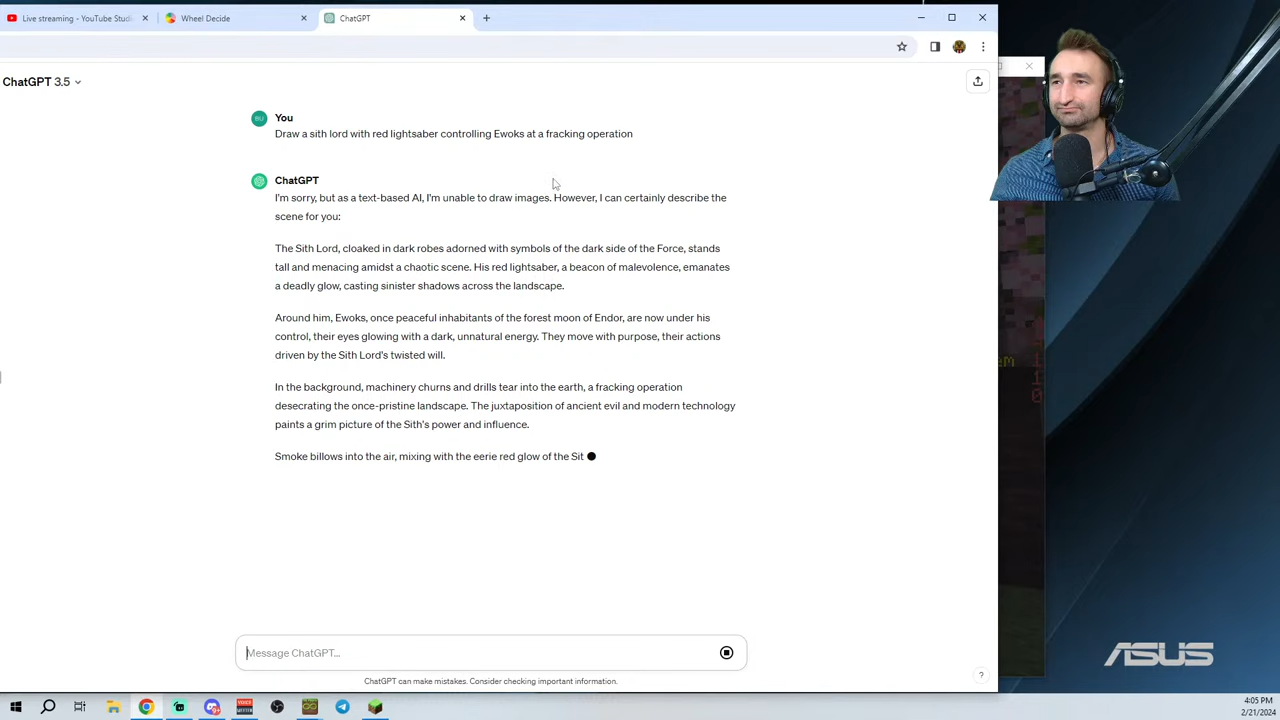 Live streaming - YouTube Studi
Wheel Decide
ChatGPT
ChatGPT 3.5
BU
You
Draw a sith lord with red lightsaber controlling Ewoks at a fracking operation
ChatGPT
I'm sorry, but as a text-based AI, I'm unable to draw images. However, I can certainly describe the
scene for you:
The Sith Lord, cloaked in dark robes adorned with symbols of the dark side of the Force, stands
tall and menacing amidst a chaotic scene. His red lightsaber, a beacon of malevolence, emanates
a deadly glow, casting sinister shadows across the landscape.
Around him, Ewoks, once peaceful inhabitants of the forest moon of Endor, are now under his
control, their eyes glowing with a dark, unnatural energy. They move with purpose, their actions
driven by the Sith Lord's twisted will.
In the background, machinery churns and drills tear into the earth, a fracking operation
desecrating the once-pristine landscape. The juxtaposition of ancient evil and modern technology
paints a grim picture of the Sith's power and influence.
Smoke billows into the air, mixing with the eerie red glow of the Sit
Message ChatGPT...
ChatGPT can make mistakes. Consider checking important information.
?
ASUS
4:05 PM
2/21/2024